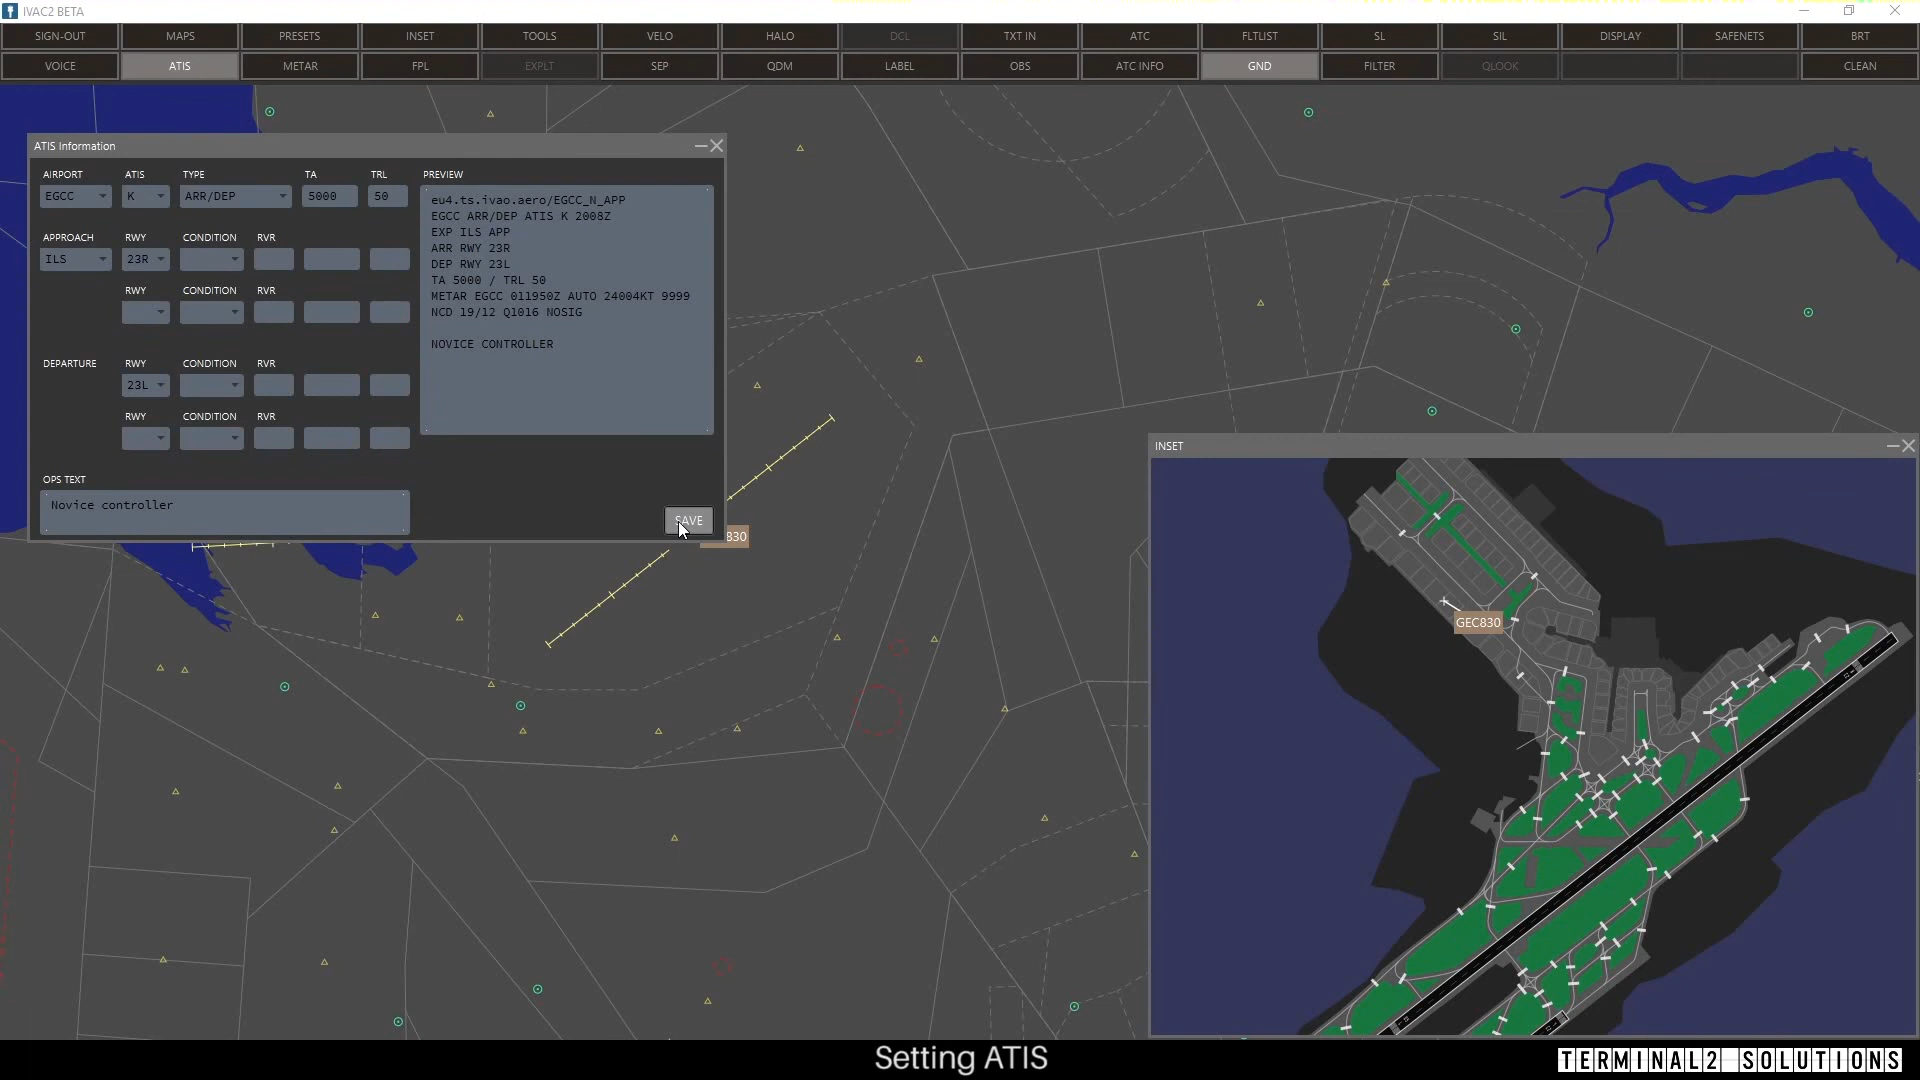 IVAC2 BETA
SIGN-OUT MAPS PRESETS INSET TOOLS VELO HALO DCL TXT IN ATC FLTLIST SL SIL DISPLAY SAFENETS BRT
VOICE ATIS METAR FPL EXPLT SEP QDM LABEL OBS ATC INFO GND FILTER QLOOK CLEAN
ATIS Information
AIRPORT ATIS TYPE TA TRL PREVIEW
EGCC K ARR/DEP 5000 50
eu4.ts.ivao.aero/EGCC_N_APP
EGCC ARR/DEP ATIS K 2008Z
EXP ILS APP
ARR RWY 23R
DEP RWY 23L
TA 5000 / TRL 50
METAR EGCC 011950Z AUTO 24004KT 9999
NCD 19/12 Q1016 NOSIG
NOVICE CONTROLLER
APPROACH RWY CONDITION RVR
ILS 23R
RWY CONDITION RVR
DEPARTURE RWY CONDITION RVR
23L
RWY CONDITION RVR
OPS TEXT
Novice controller
SAVE
830
INSET
GEC830
Setting ATIS
TERMINAL2 SOLUTIONS